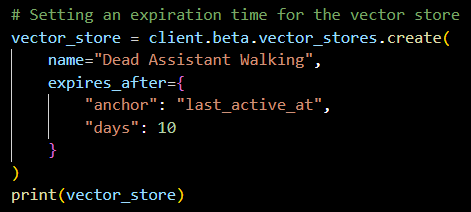 # Setting an expiration time for the vector store
vector_store = client.beta.vector_stores.create(
    name="Dead Assistant Walking",
    expires_after={
        "anchor": "last_active_at",
        "days": 10
    }
)
print(vector_store)